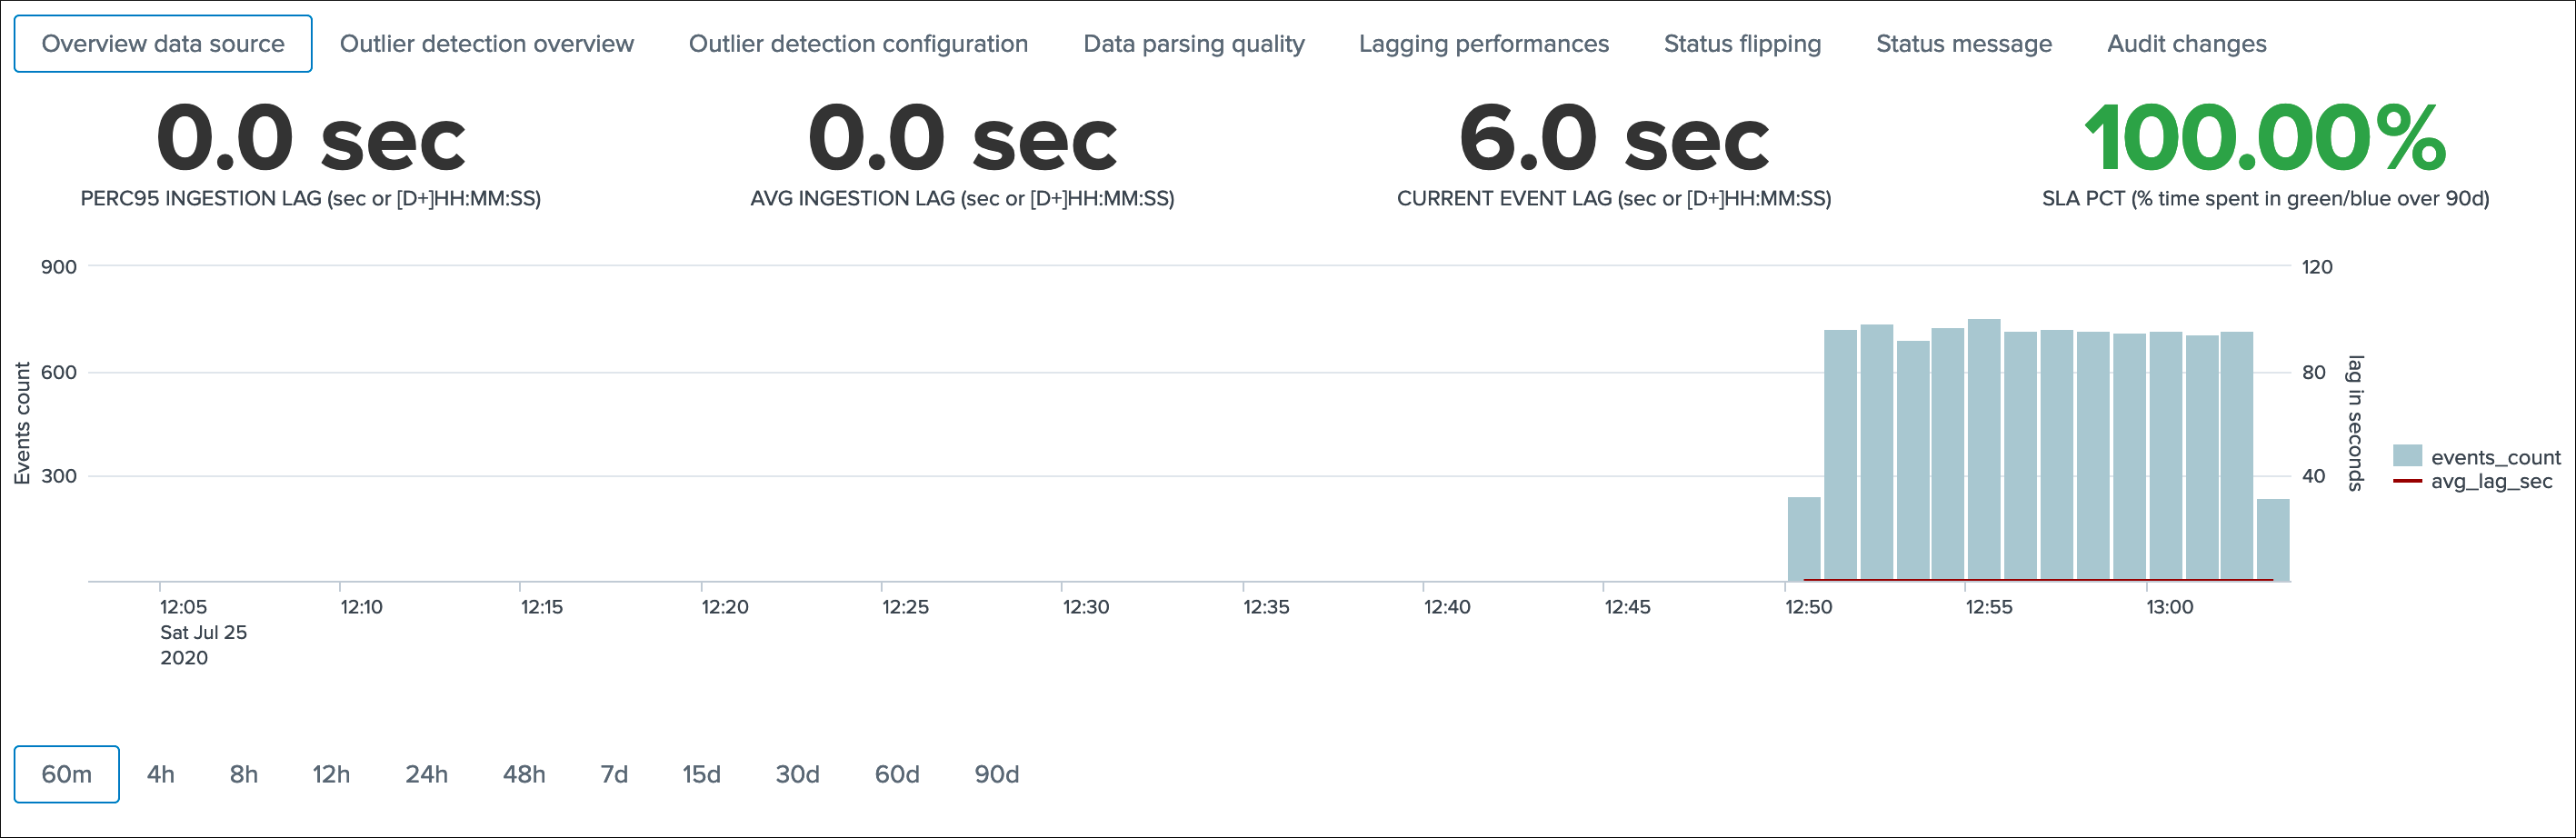 Overview data source Outlier detection overview Outlier detection configuration Data parsing quality Lagging performances Status flipping Status message Audit changes
0.0 sec 0.0 sec 6.0 sec 100.00%
PERC95 INGESTION LAG (sec or [D+]HH:MM:SS) AVG INGESTION LAG (sec or [D+]HH:MM:SS) CURRENT EVENT LAG (sec or [D+]HH:MM:SS) SLA PCT (% time spent in green/blue over 90d)
900 120
600 80
300 40
Events count
lag in seconds
events_count
avg_lag_sec
12:05 12:10 12:15 12:20 12:25 12:30 12:35 12:40 12:45 12:50 12:55 13:00
Sat Jul 25
2020
60m 4h 8h 12h 24h 48h 7d 15d 30d 60d 90d